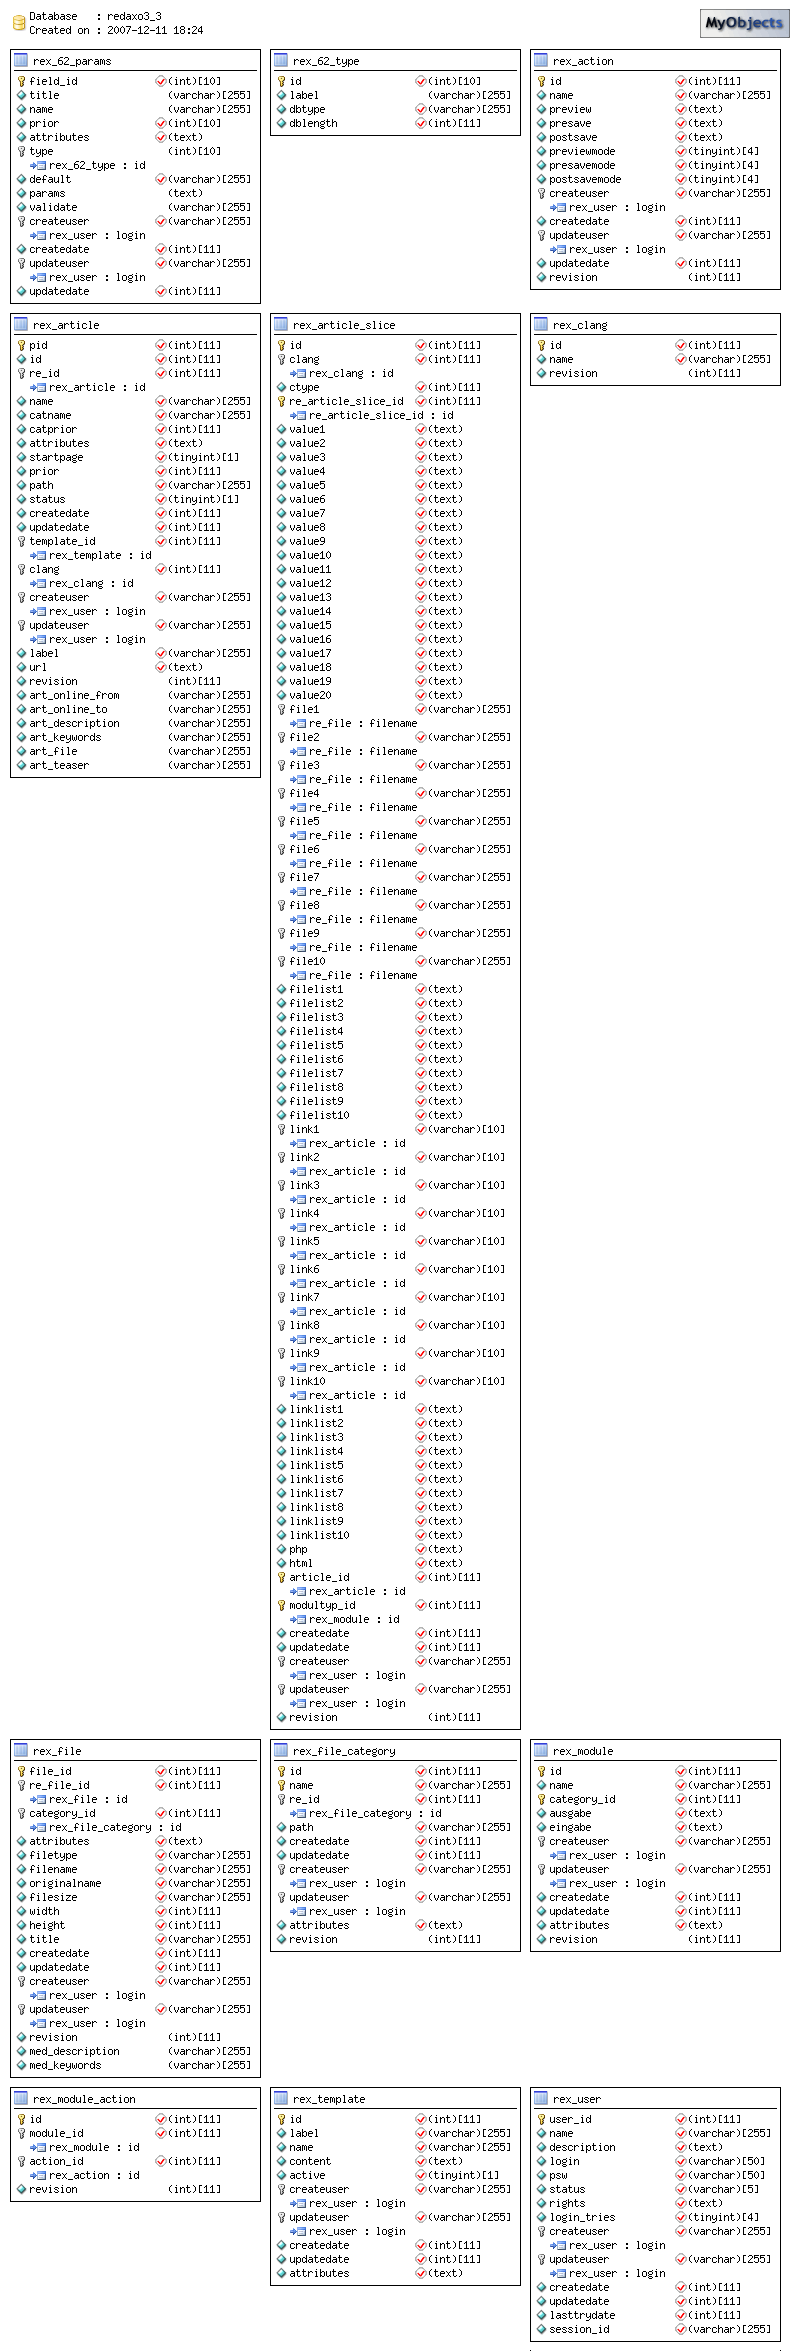 Database   : redaxo3_3
Created on : 2007-12-11 18:24
MyObjects
rex_62_params
field_id (int)[10]
title (varchar)[255]
name (varchar)[255]
prior (int)[10]
attributes (text)
type (int)[10]
rex_62_type : id
default (varchar)[255]
params (text)
validate (varchar)[255]
createuser (varchar)[255]
rex_user : login
createdate (int)[11]
updateuser (varchar)[255]
rex_user : login
updatedate (int)[11]
rex_62_type
id (int)[10]
label (varchar)[255]
dbtype (varchar)[255]
dblength (int)[11]
rex_action
id (int)[11]
name (varchar)[255]
preview (text)
presave (text)
postsave (text)
previewmode (tinyint)[4]
presavemode (tinyint)[4]
postsavemode (tinyint)[4]
createuser (varchar)[255]
rex_user : login
createdate (int)[11]
updateuser (varchar)[255]
rex_user : login
updatedate (int)[11]
revision (int)[11]
rex_article
pid (int)[11]
id (int)[11]
re_id (int)[11]
rex_article : id
name (varchar)[255]
catname (varchar)[255]
catprior (int)[11]
attributes (text)
startpage (tinyint)[1]
prior (int)[11]
path (varchar)[255]
status (tinyint)[1]
createdate (int)[11]
updatedate (int)[11]
template_id (int)[11]
rex_template : id
clang (int)[11]
rex_clang : id
createuser (varchar)[255]
rex_user : login
updateuser (varchar)[255]
rex_user : login
label (varchar)[255]
url (text)
revision (int)[11]
art_online_from (varchar)[255]
art_online_to (varchar)[255]
art_description (varchar)[255]
art_keywords (varchar)[255]
art_file (varchar)[255]
art_teaser (varchar)[255]
rex_article_slice
id (int)[11]
clang (int)[11]
rex_clang : id
ctype (int)[11]
re_article_slice_id (int)[11]
re_article_slice_id : id
value1 (text)
value2 (text)
value3 (text)
value4 (text)
value5 (text)
value6 (text)
value7 (text)
value8 (text)
value9 (text)
value10 (text)
value11 (text)
value12 (text)
value13 (text)
value14 (text)
value15 (text)
value16 (text)
value17 (text)
value18 (text)
value19 (text)
value20 (text)
file1 (varchar)[255]
re_file : filename
file2 (varchar)[255]
re_file : filename
file3 (varchar)[255]
re_file : filename
file4 (varchar)[255]
re_file : filename
file5 (varchar)[255]
re_file : filename
file6 (varchar)[255]
re_file : filename
file7 (varchar)[255]
re_file : filename
file8 (varchar)[255]
re_file : filename
file9 (varchar)[255]
re_file : filename
file10 (varchar)[255]
re_file : filename
filelist1 (text)
filelist2 (text)
filelist3 (text)
filelist4 (text)
filelist5 (text)
filelist6 (text)
filelist7 (text)
filelist8 (text)
filelist9 (text)
filelist10 (text)
link1 (varchar)[10]
rex_article : id
link2 (varchar)[10]
rex_article : id
link3 (varchar)[10]
rex_article : id
link4 (varchar)[10]
rex_article : id
link5 (varchar)[10]
rex_article : id
link6 (varchar)[10]
rex_article : id
link7 (varchar)[10]
rex_article : id
link8 (varchar)[10]
rex_article : id
link9 (varchar)[10]
rex_article : id
link10 (varchar)[10]
rex_article : id
linklist1 (text)
linklist2 (text)
linklist3 (text)
linklist4 (text)
linklist5 (text)
linklist6 (text)
linklist7 (text)
linklist8 (text)
linklist9 (text)
linklist10 (text)
php (text)
html (text)
article_id (int)[11]
rex_article : id
modultyp_id (int)[11]
rex_module : id
createdate (int)[11]
updatedate (int)[11]
createuser (varchar)[255]
rex_user : login
updateuser (varchar)[255]
rex_user : login
revision (int)[11]
rex_clang
id (int)[11]
name (varchar)[255]
revision (int)[11]
rex_file
file_id (int)[11]
re_file_id (int)[11]
rex_file : id
category_id (int)[11]
rex_file_category : id
attributes (text)
filetype (varchar)[255]
filename (varchar)[255]
originalname (varchar)[255]
filesize (varchar)[255]
width (int)[11]
height (int)[11]
title (varchar)[255]
createdate (int)[11]
updatedate (int)[11]
createuser (varchar)[255]
rex_user : login
updateuser (varchar)[255]
rex_user : login
revision (int)[11]
med_description (varchar)[255]
med_keywords (varchar)[255]
rex_file_category
id (int)[11]
name (varchar)[255]
re_id (int)[11]
rex_file_category : id
path (varchar)[255]
createdate (int)[11]
updatedate (int)[11]
createuser (varchar)[255]
rex_user : login
updateuser (varchar)[255]
rex_user : login
attributes (text)
revision (int)[11]
rex_module
id (int)[11]
name (varchar)[255]
category_id (int)[11]
ausgabe (text)
eingabe (text)
createuser (varchar)[255]
rex_user : login
updateuser (varchar)[255]
rex_user : login
createdate (int)[11]
updatedate (int)[11]
attributes (text)
revision (int)[11]
rex_module_action
id (int)[11]
module_id (int)[11]
rex_module : id
action_id (int)[11]
rex_action : id
revision (int)[11]
rex_template
id (int)[11]
label (varchar)[255]
name (varchar)[255]
content (text)
active (tinyint)[1]
createuser (varchar)[255]
rex_user : login
updateuser (varchar)[255]
rex_user : login
createdate (int)[11]
updatedate (int)[11]
attributes (text)
rex_user
user_id (int)[11]
name (varchar)[255]
description (text)
login (varchar)[50]
psw (varchar)[50]
status (varchar)[5]
rights (text)
login_tries (tinyint)[4]
createuser (varchar)[255]
rex_user : login
updateuser (varchar)[255]
rex_user : login
createdate (int)[11]
updatedate (int)[11]
lasttrydate (int)[11]
session_id (varchar)[255]